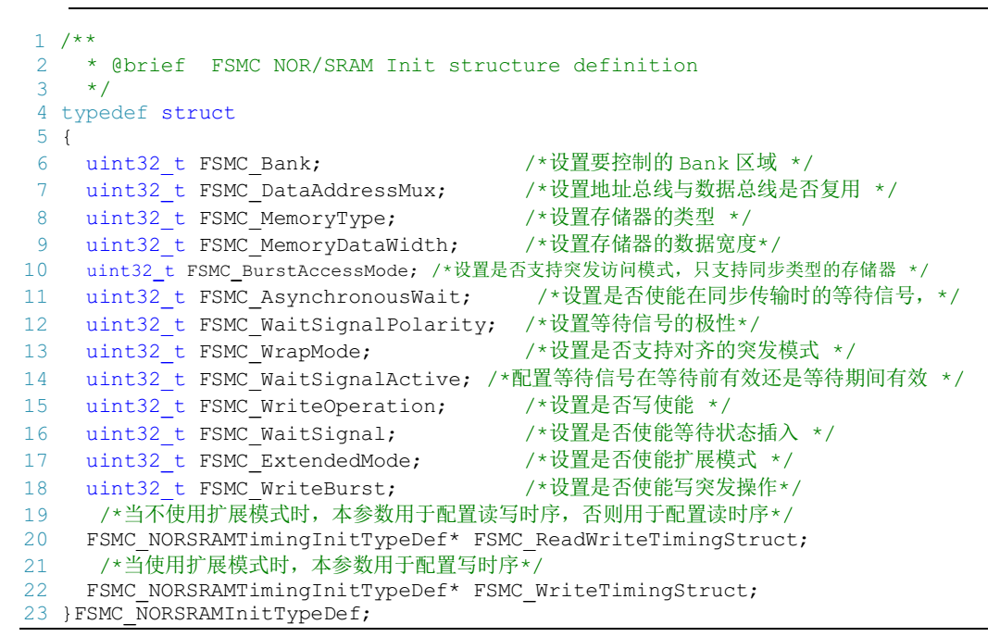 1 /**
2   * @brief  FSMC NOR/SRAM Init structure definition
3   */
4 typedef struct
5 {
6   uint32_t FSMC_Bank;                /*设置要控制的 Bank 区域 */
7   uint32_t FSMC_DataAddressMux;      /*设置地址总线与数据总线是否复用 */
8   uint32_t FSMC_MemoryType;          /*设置存储器的类型 */
9   uint32_t FSMC_MemoryDataWidth;     /*设置存储器的数据宽度*/
10   uint32_t FSMC_BurstAccessMode; /*设置是否支持突发访问模式，只支持同步类型的存储器 */
11   uint32_t FSMC_AsynchronousWait;     /*设置是否使能在同步传输时的等待信号，*/
12   uint32_t FSMC_WaitSignalPolarity;  /*设置等待信号的极性*/
13   uint32_t FSMC_WrapMode;            /*设置是否支持对齐的突发模式 */
14   uint32_t FSMC_WaitSignalActive; /*配置等待信号在等待前有效还是等待期间有效 */
15   uint32_t FSMC_WriteOperation;      /*设置是否写使能 */
16   uint32_t FSMC_WaitSignal;          /*设置是否使能等待状态插入 */
17   uint32_t FSMC_ExtendedMode;        /*设置是否使能扩展模式 */
18   uint32_t FSMC_WriteBurst;          /*设置是否使能写突发操作*/
19    /*当不使用扩展模式时，本参数用于配置读写时序，否则用于配置读时序*/
20   FSMC_NORSRAMTimingInitTypeDef* FSMC_ReadWriteTimingStruct;
21    /*当使用扩展模式时，本参数用于配置写时序*/
22   FSMC_NORSRAMTimingInitTypeDef* FSMC_WriteTimingStruct;
23 }FSMC_NORSRAMInitTypeDef;